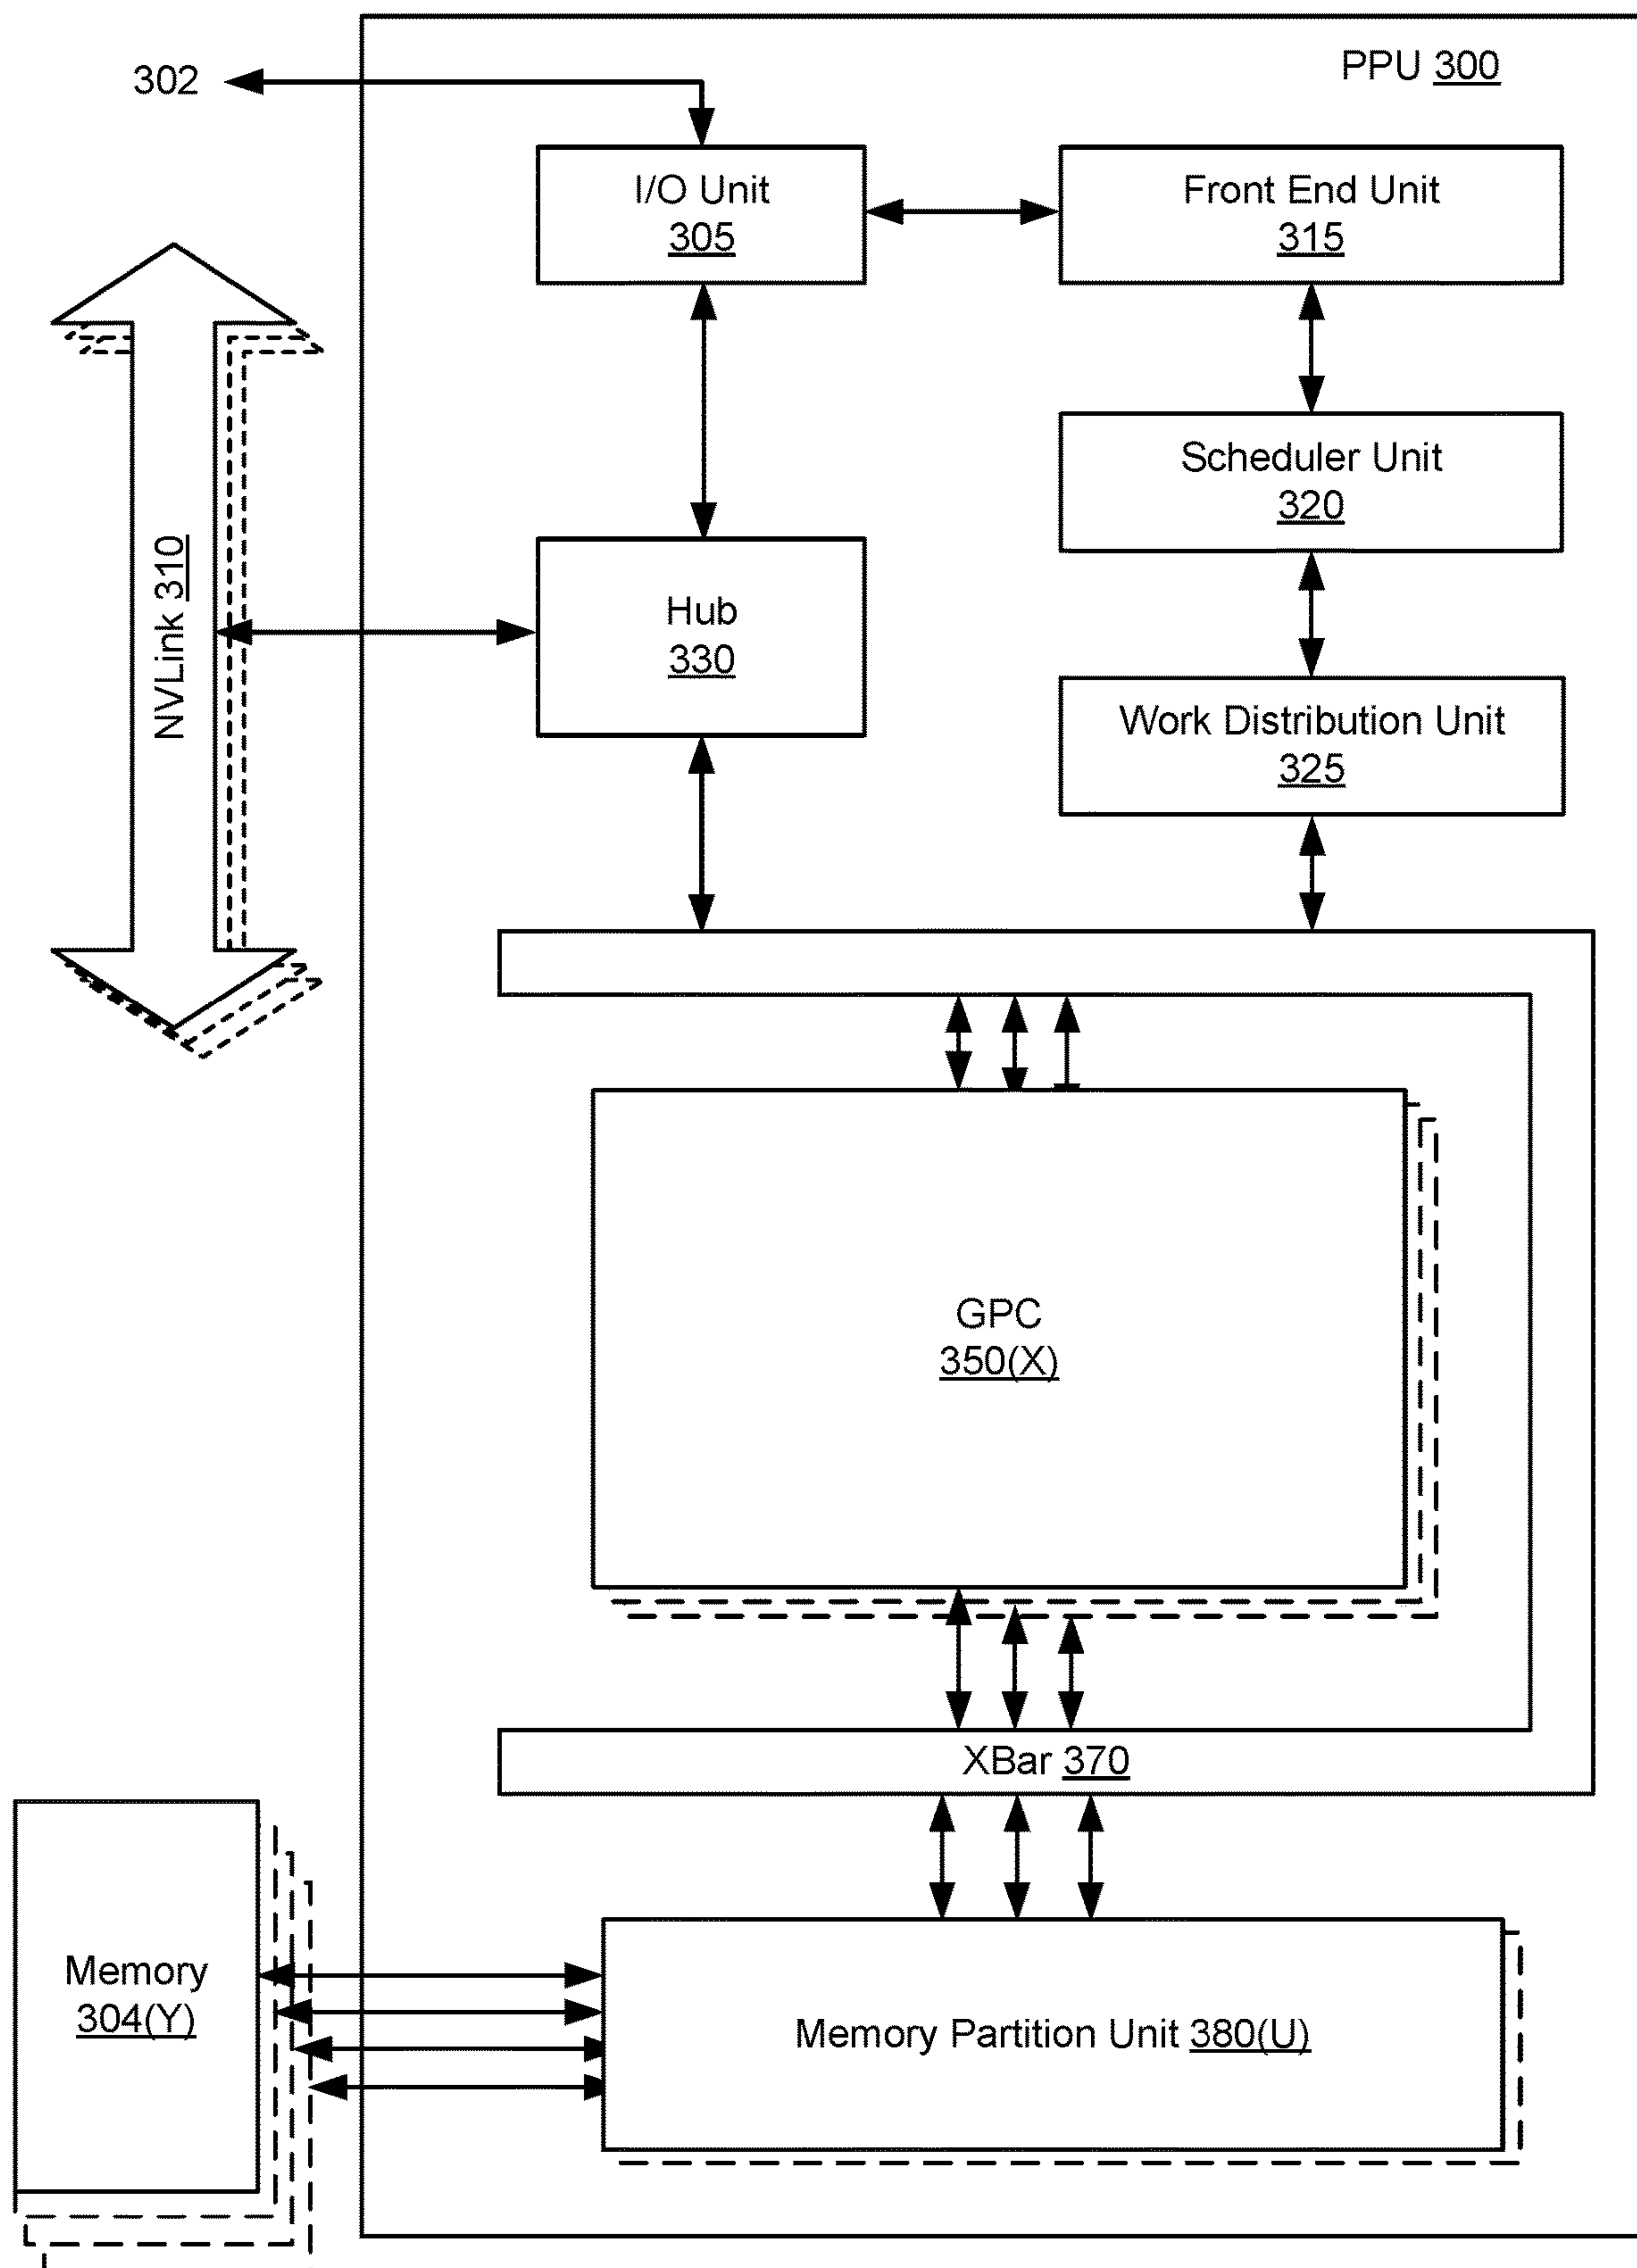 PPU 300
302
I/O Unit
305
Front End Unit
315
Scheduler Unit
320
NVLink 310
Hub
330
Work Distribution Unit
325
GPC
350(X)
XBar 370
Memory
304(Y)
Memory Partition Unit 380(U)